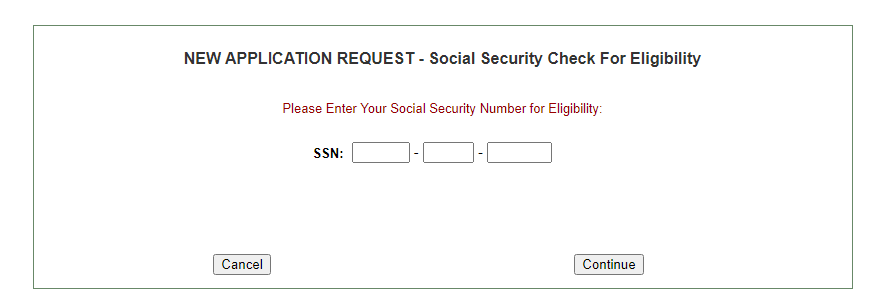 NEW APPLICATION REQUEST - Social Security Check For Eligibility
Please Enter Your Social Security Number for Eligibility:
SSN: - -
Cancel Continue